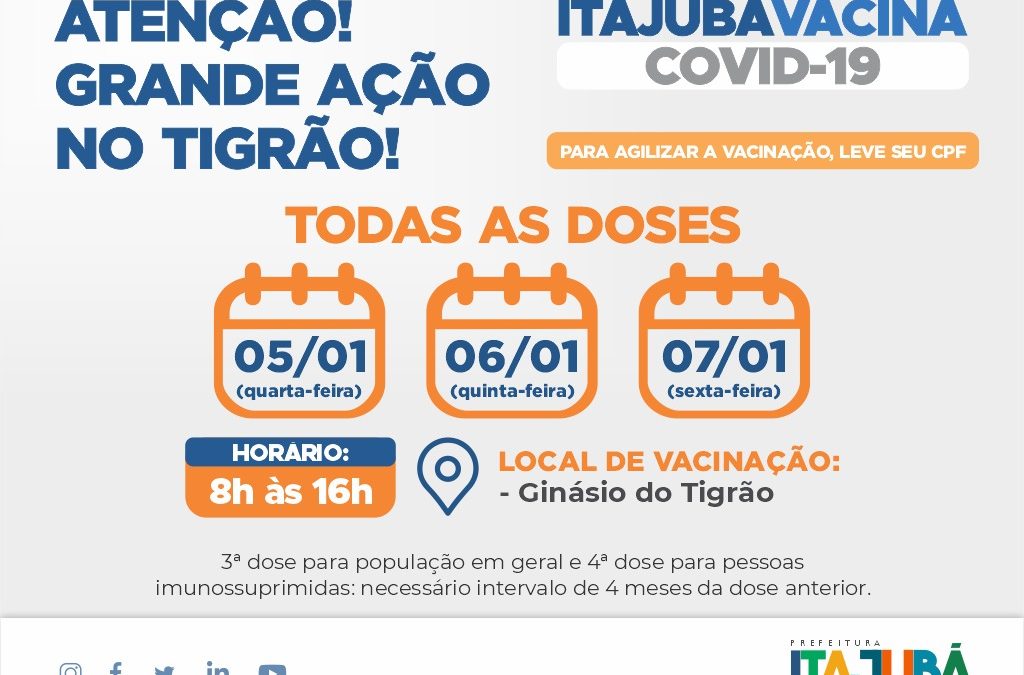 ATENÇÃO!
GRANDE AÇÃO
NO TIGRÃO!
ITAJUBÁVACINA
COVID-19
PARA AGILIZAR A VACINAÇÃO, LEVE SEU CPF
TODAS AS DOSES
05/01
(quarta-feira)
06/01
(quinta-feira)
07/01
(sexta-feira)
HORÁRIO:
8h às 16h
LOCAL DE VACINAÇÃO:
- Ginásio do Tigrão
3ª dose para população em geral e 4ª dose para pessoas
imunossuprimidas: necessário intervalo de 4 meses da dose anterior.
PREFEITURA
ITAJUBÁ